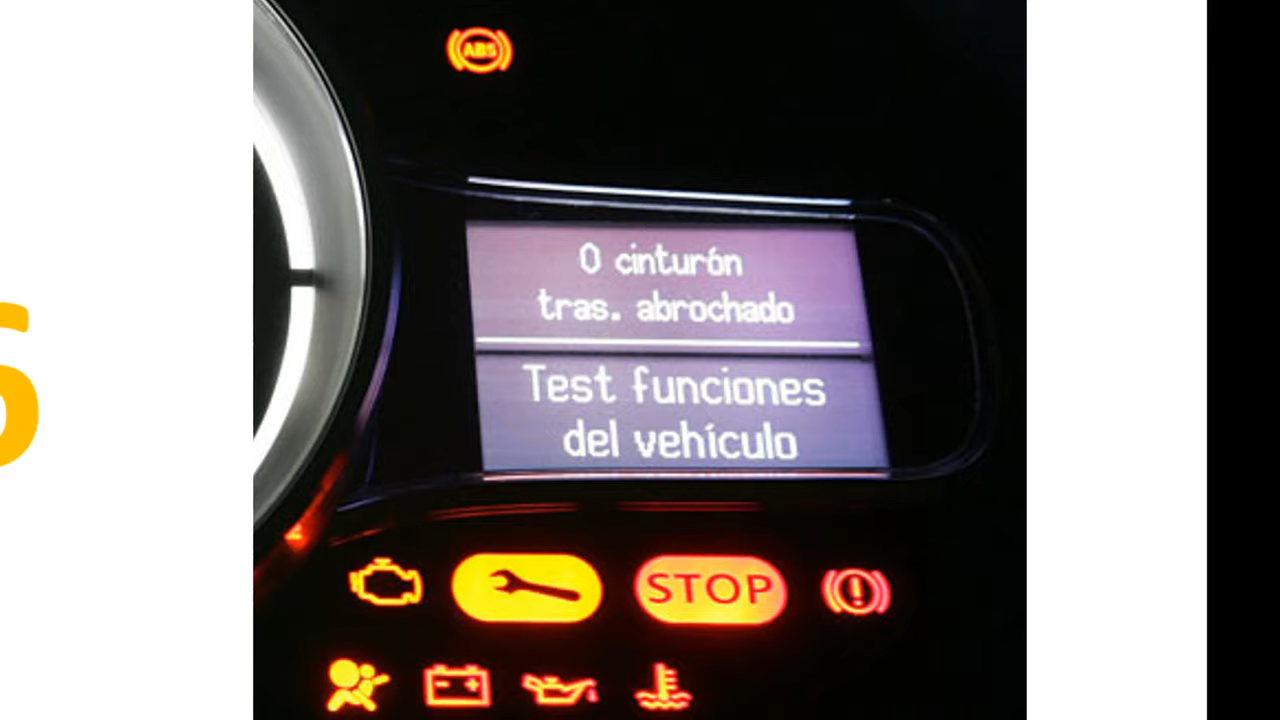 ABS
0 cinturón
tras. abrochado
Test funciones
del vehículo
STOP